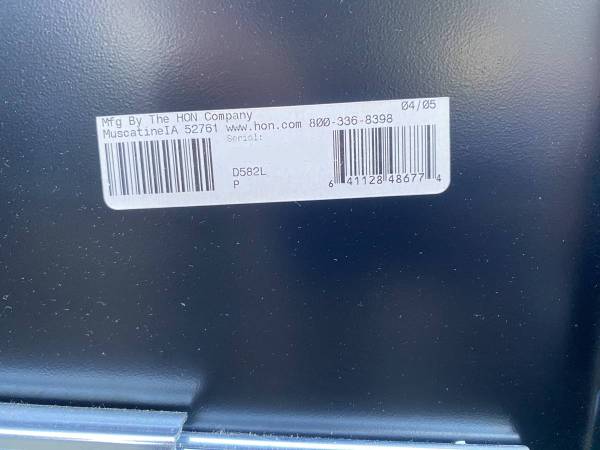 04/05
Mfg By The HON Company
MuscatineIA 52761 www.hon.com 800-336-8398
Serial:
D582L
P
6 41128 48677 4